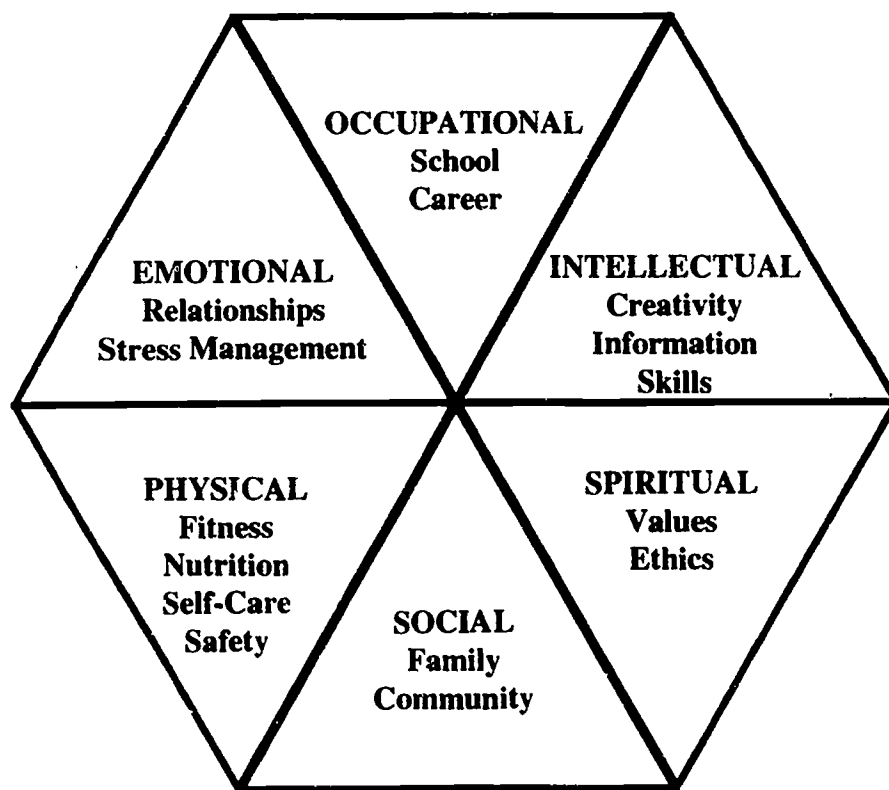 OCCUPATIONAL
School
Career
EMOTIONAL
Relationships
Stress Management
INTELLECTUAL
Creativity
Information
Skills
PHYSICAL
Fitness
Nutrition
Self-Care
Safety
SOCIAL
Family
Community
SPIRITUAL
Values
Ethics